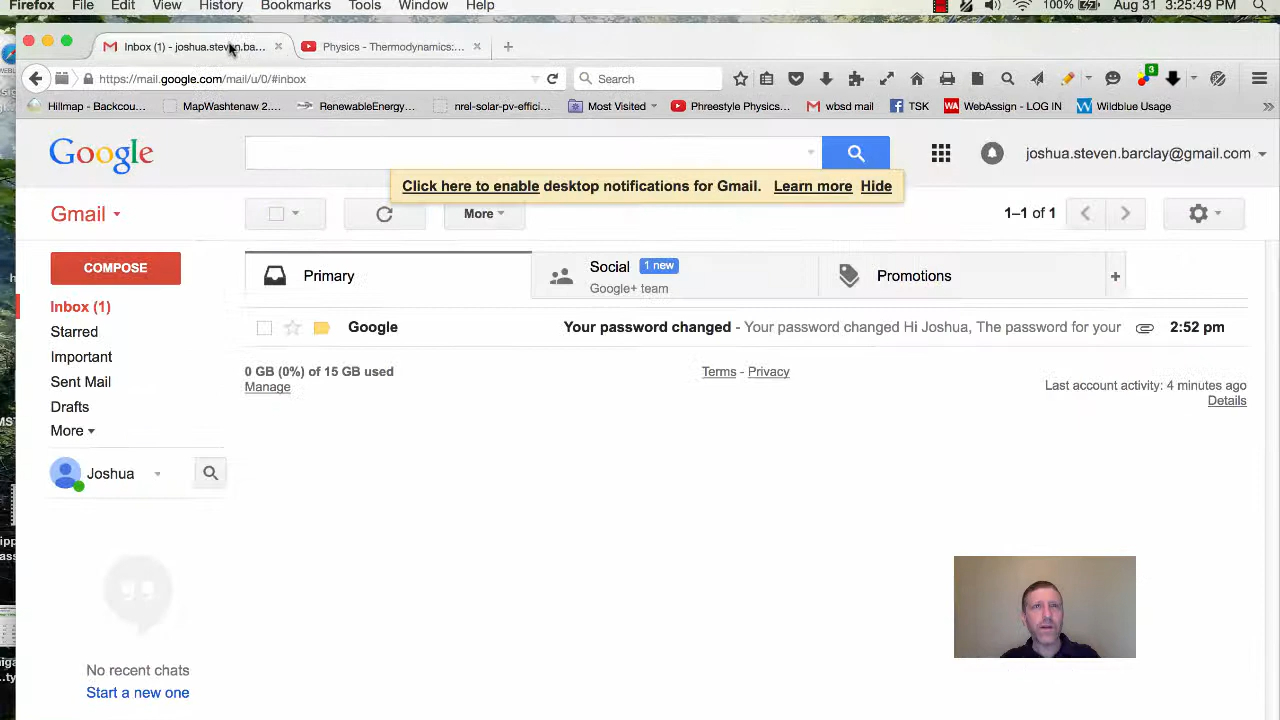 Firefox File Edit View History Bookmarks Tools Window Help 100% Aug 31 3:25:49 PM
Inbox (1) - joshua.steven.ba... Physics - Thermodynamics:...
https://mail.google.com/mail/u/0/#inbox Search 3
Hillmap - Backcou... MapWashtenaw 2.... RenewableEnergy... nrel-solar-pv-effici... Most Visited Phreestyle Physics... wbsd mail TSK WA WebAssign - LOG IN Wildblue Usage
Google joshua.steven.barclay@gmail.com
Click here to enable desktop notifications for Gmail. Learn more Hide
Gmail More 1–1 of 1
COMPOSE
Primary Social 1 new Promotions
Google+ team
Inbox (1)
Google Your password changed - Your password changed Hi Joshua, The password for your 2:52 pm
Starred
Important
0 GB (0%) of 15 GB used Terms - Privacy
Manage
Last account activity: 4 minutes ago
Details
Sent Mail
Drafts
More
Joshua
No recent chats
Start a new one